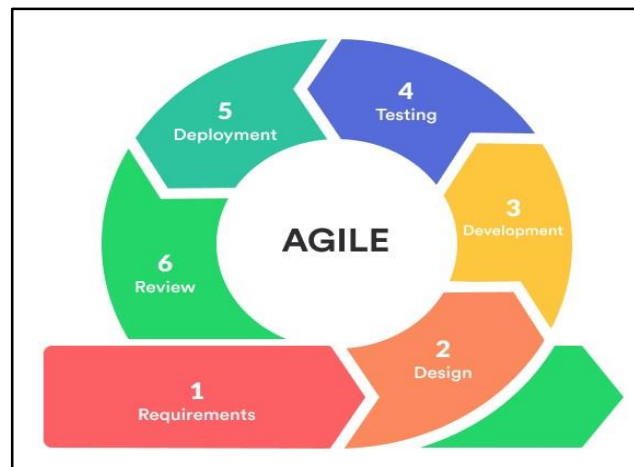 AGILE
1
Requirements
2
Design
3
Development
4
Testing
5
Deployment
6
Review